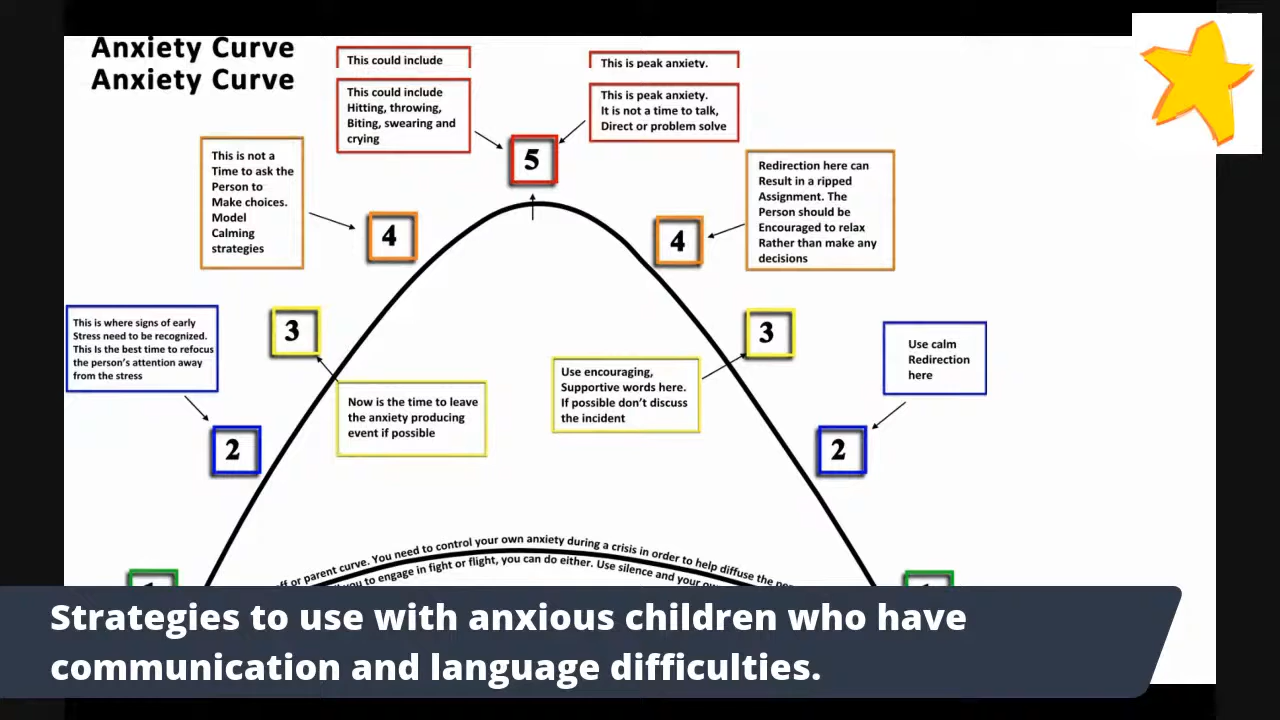 Anxiety Curve
Anxiety Curve
This could include
This is peak anxiety.
This could include
Hitting, throwing,
Biting, swearing and
crying
This is peak anxiety.
It is not a time to talk,
Direct or problem solve
5
This is not a
Time to ask the
Person to
Make choices.
Model
Calming
strategies
4
4
Redirection here can
Result in a ripped
Assignment. The
Person should be
Encouraged to relax
Rather than make any
decisions
This is where signs of early
Stress need to be recognized.
This Is the best time to refocus
the person's attention away
from the stress
3
3
Use calm
Redirection
here
Now is the time to leave
the anxiety producing
event if possible
Use encouraging,
Supportive words here.
If possible don't discuss
the incident
2
2
or parent curve. You need to control your own anxiety during a crisis in order to help diffuse the
you to engage in fight or flight, you can do either. Use silence and your
Strategies to use with anxious children who have
communication and language difficulties.